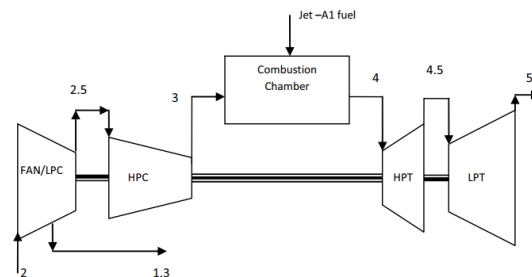 Jet –A1 fuel
Combustion
Chamber
2.5
3
4
4.5
5
FAN/LPC
HPC
HPT
LPT
2
1.3